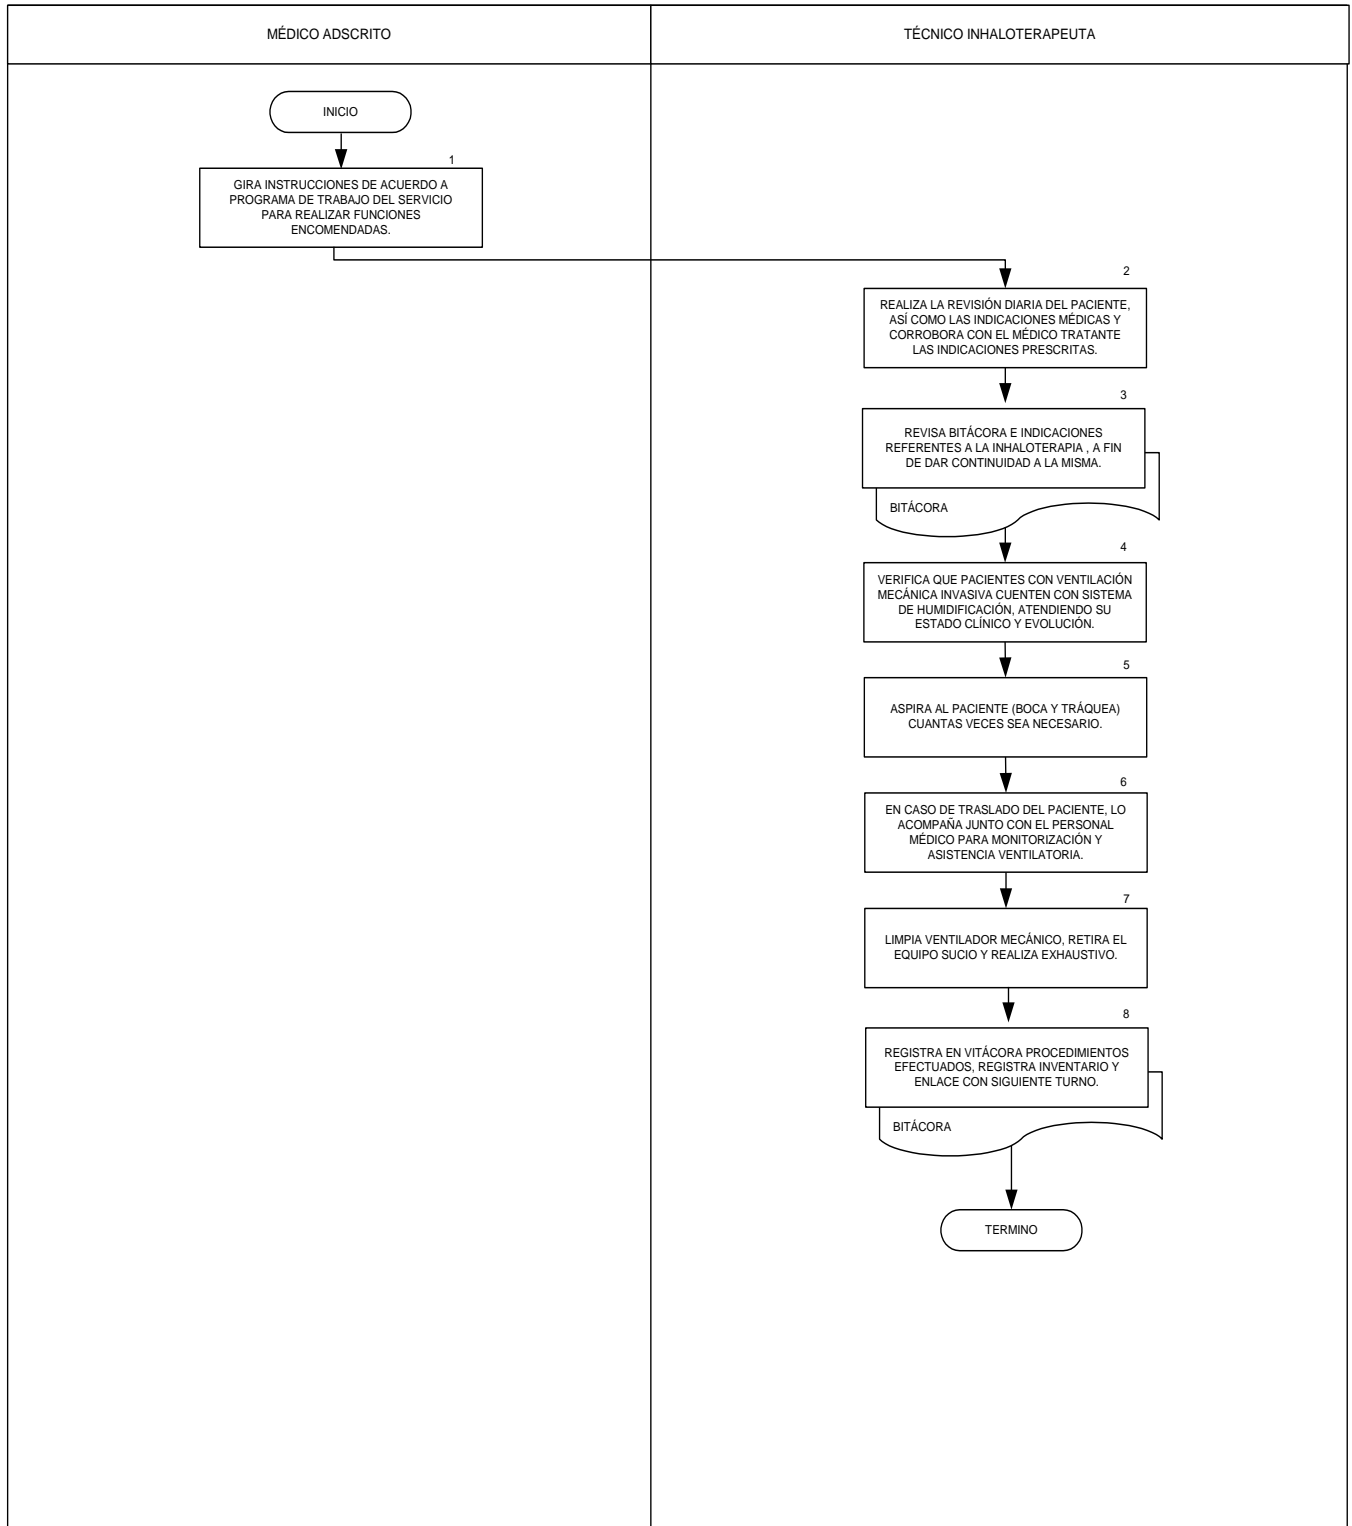 MÉDICO ADSCRITO
TÉCNICO INHALOTERAPEUTA
INICIO
1
GIRA INSTRUCCIONES DE ACUERDO A
PROGRAMA DE TRABAJO DEL SERVICIO
PARA REALIZAR FUNCIONES
ENCOMENDADAS.
2
REALIZA LA REVISIÓN DIARIA DEL PACIENTE,
ASÍ COMO LAS INDICACIONES MÉDICAS Y
CORROBORA CON EL MÉDICO TRATANTE
LAS INDICACIONES PRESCRITAS.
3
REVISA BITÁCORA E INDICACIONES
REFERENTES A LA INHALOTERAPIA , A FIN
DE DAR CONTINUIDAD A LA MISMA.
BITÁCORA
4
VERIFICA QUE PACIENTES CON VENTILACIÓN
MECÁNICA INVASIVA CUENTEN CON SISTEMA
DE HUMIDIFICACIÓN, ATENDIENDO SU
ESTADO CLÍNICO Y EVOLUCIÓN.
5
ASPIRA AL PACIENTE (BOCA Y TRÁQUEA)
CUANTAS VECES SEA NECESARIO.
6
EN CASO DE TRASLADO DEL PACIENTE, LO
ACOMPAÑA JUNTO CON EL PERSONAL
MÉDICO PARA MONITORIZACIÓN Y
ASISTENCIA VENTILATORIA.
7
LIMPIA VENTILADOR MECÁNICO, RETIRA EL
EQUIPO SUCIO Y REALIZA EXHAUSTIVO.
8
REGISTRA EN VITÁCORA PROCEDIMIENTOS
EFECTUADOS, REGISTRA INVENTARIO Y
ENLACE CON SIGUIENTE TURNO.
BITÁCORA
TERMINO